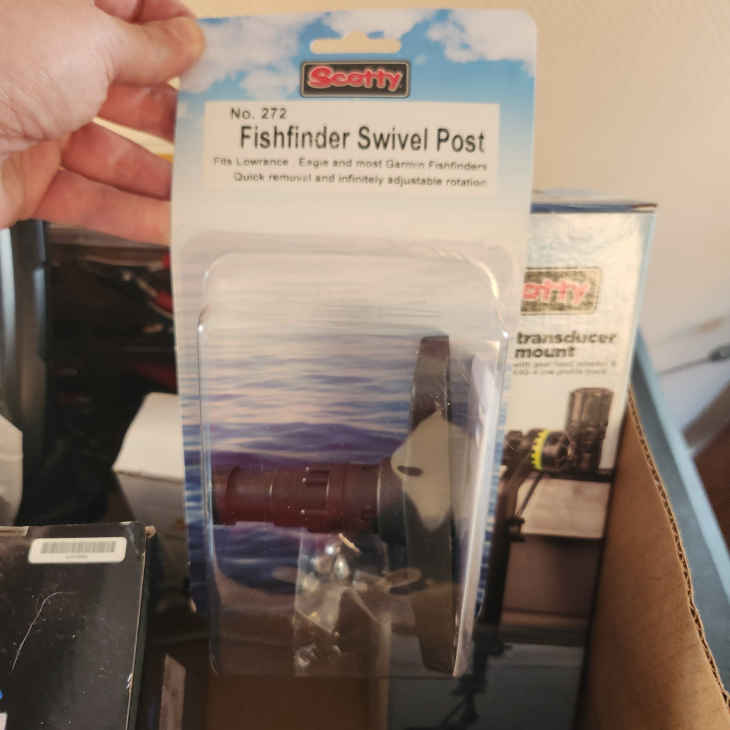 Scotty
No. 272
Fishfinder Swivel Post
Fits Lowrance, Eagle and most Garmin Fishfinders
Quick removal and infinitely adjustable rotation
otty
transducer
mount